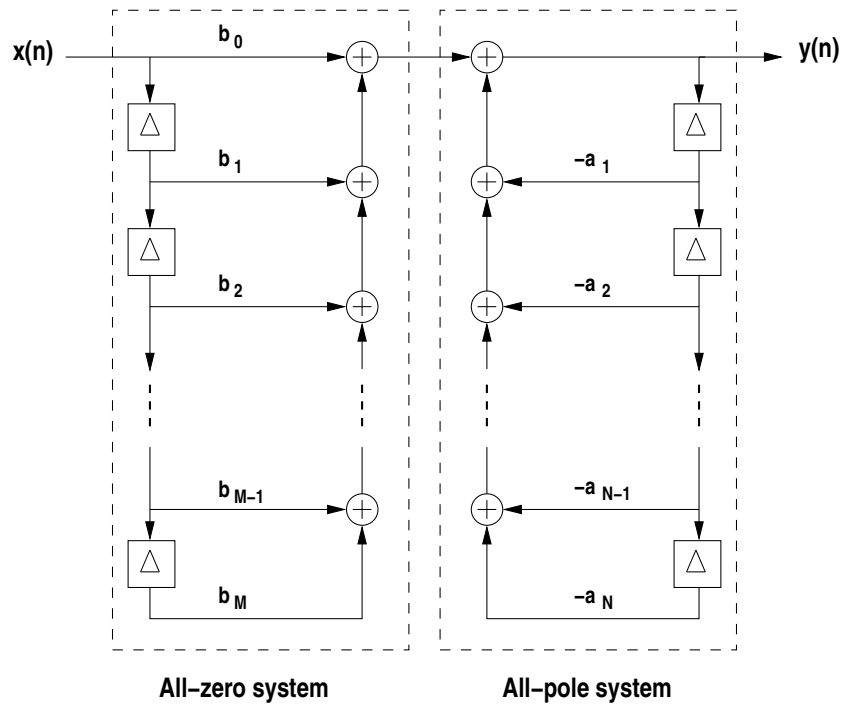 b 0
x(n)
y(n)
Δ
Δ
b 1
-a 1
Δ
Δ
b 2
-a 2
b M-1
-a N-1
Δ
Δ
b M
-a N
All-zero system
All-pole system